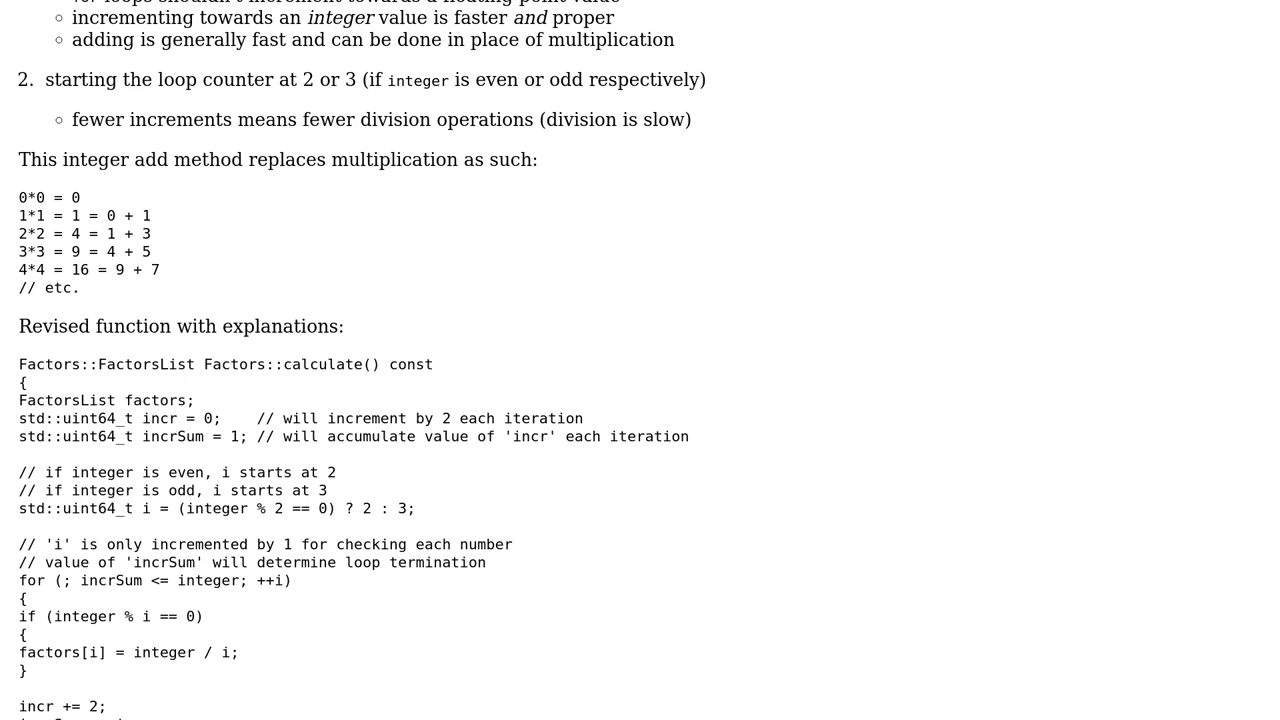 for loops shouldn't increment towards a floating-point value
incrementing towards an integer value is faster and proper
adding is generally fast and can be done in place of multiplication
2. starting the loop counter at 2 or 3 (if integer is even or odd respectively)
fewer increments means fewer division operations (division is slow)
This integer add method replaces multiplication as such:
0*0 = 0
1*1 = 1 = 0 + 1
2*2 = 4 = 1 + 3
3*3 = 9 = 4 + 5
4*4 = 16 = 9 + 7
// etc.
Revised function with explanations:
Factors::FactorsList Factors::calculate() const
{
FactorsList factors;
std::uint64_t incr = 0;    // will increment by 2 each iteration
std::uint64_t incrSum = 1; // will accumulate value of 'incr' each iteration
// if integer is even, i starts at 2
// if integer is odd, i starts at 3
std::uint64_t i = (integer % 2 == 0) ? 2 : 3;
// 'i' is only incremented by 1 for checking each number
// value of 'incrSum' will determine loop termination
for (; incrSum <= integer; ++i)
{
if (integer % i == 0)
{
factors[i] = integer / i;
}
incr += 2;